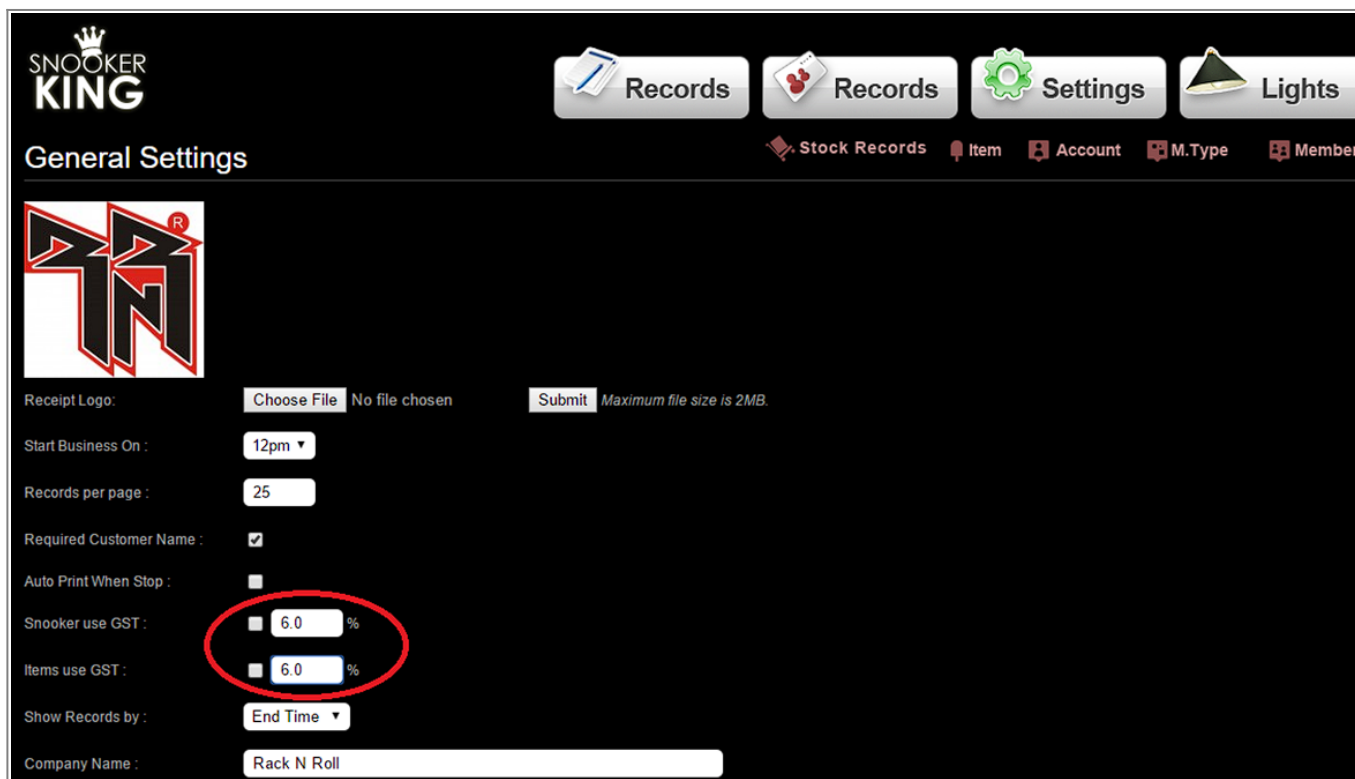 SNOOKER
KING
Records
Records
Settings
Lights
General Settings
Stock Records
Item
Account
M.Type
Member
RRN
R
Receipt Logo:
Choose File No file chosen
Submit
Maximum file size is 2MB.
Start Business On :
12pm
Records per page :
25
Required Customer Name :
Auto Print When Stop :
Snooker use GST :
6.0 %
Items use GST :
6.0 %
Show Records by :
End Time
Company Name :
Rack N Roll